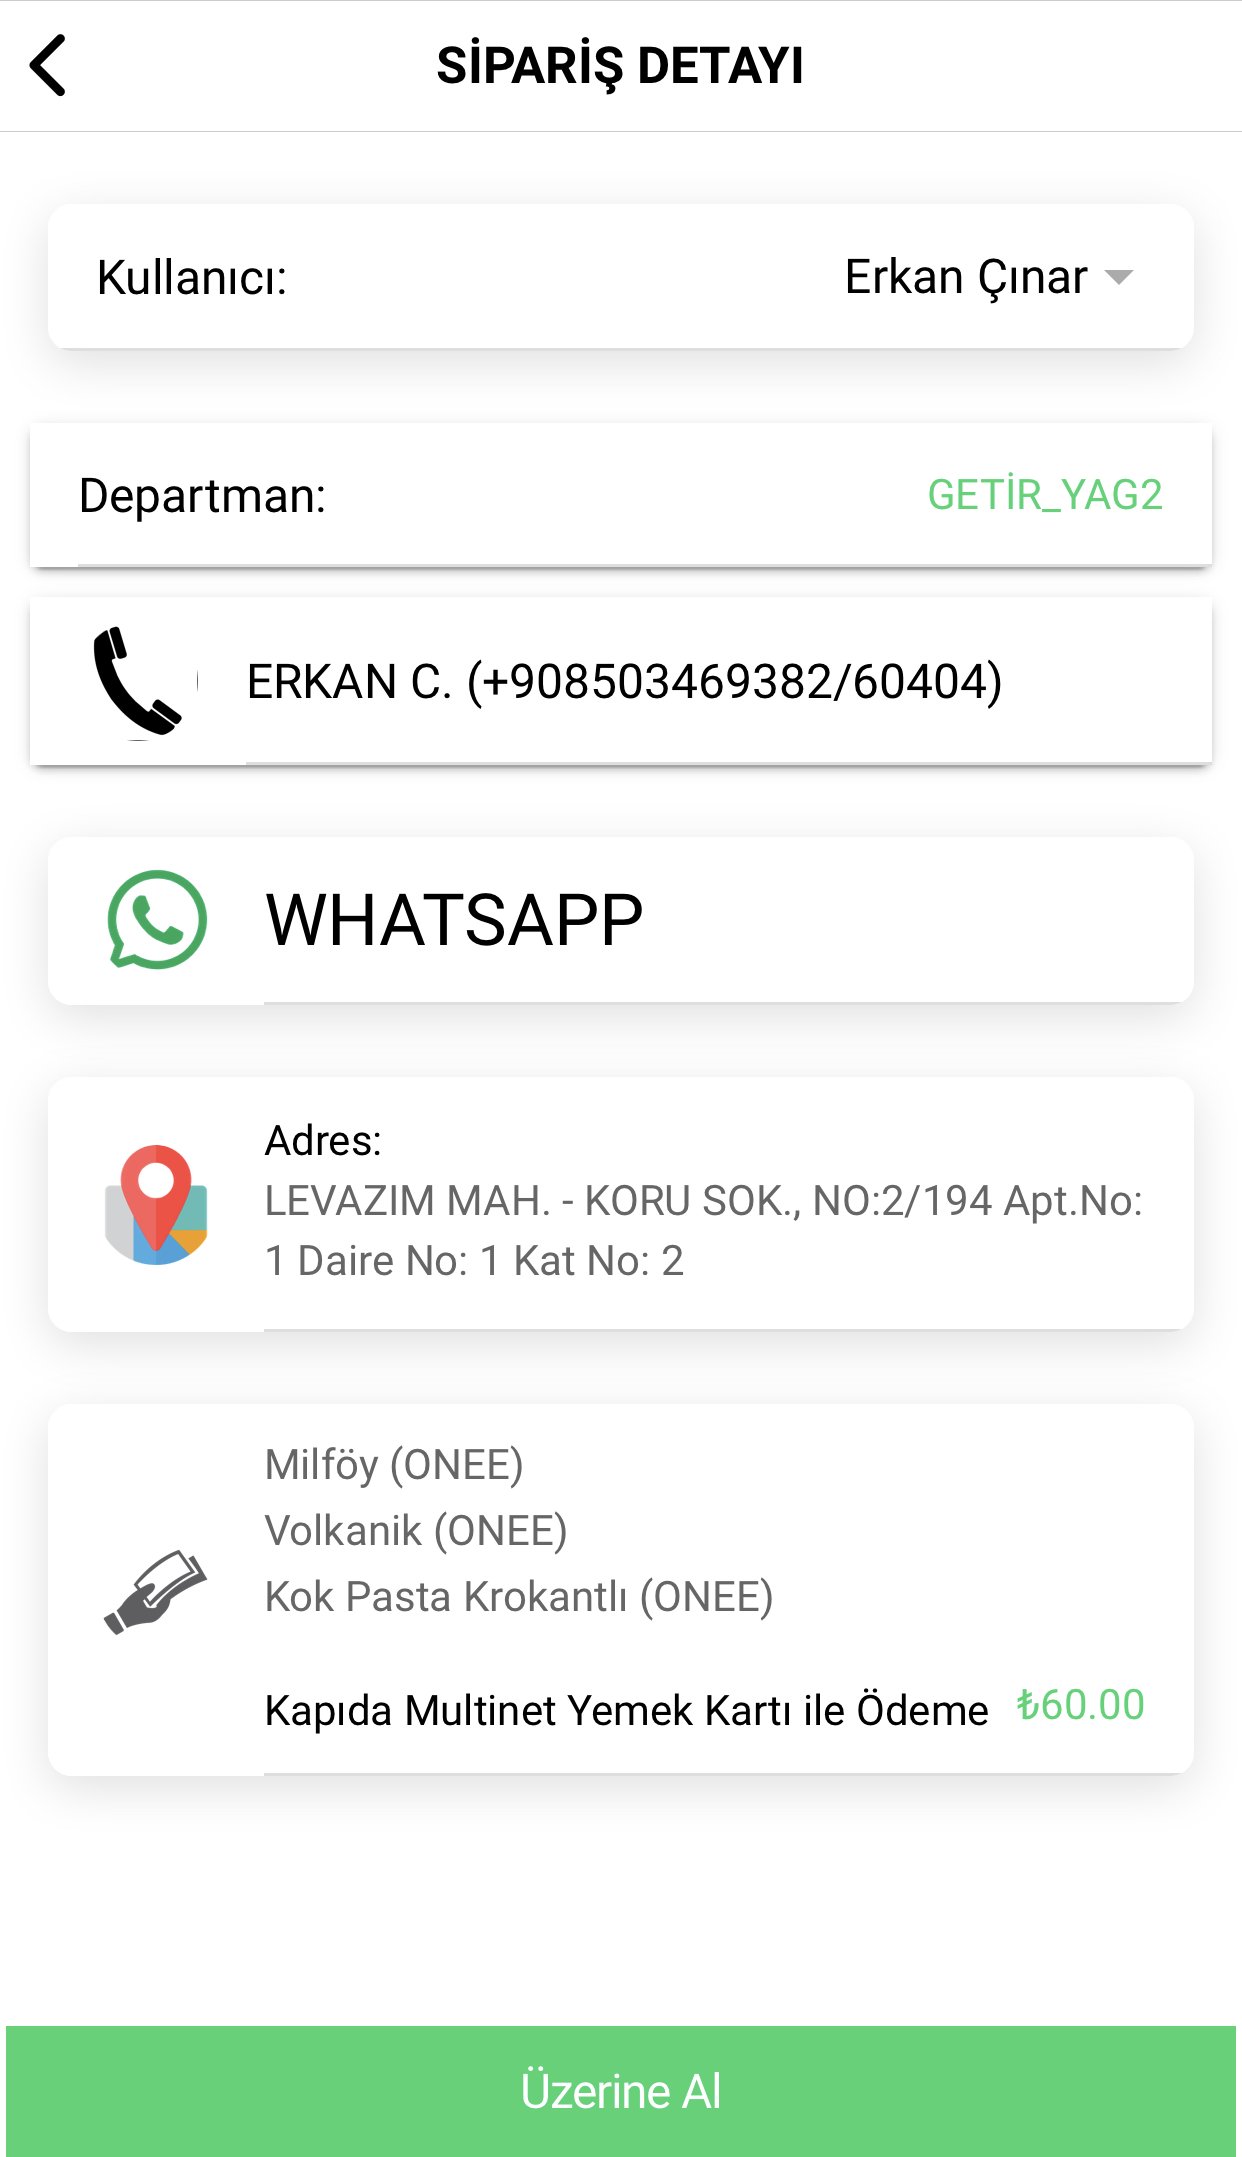 SİPARİŞ DETAYI
Kullanıcı:
Erkan Çınar
Departman:
GETİR_YAG2
ERKAN C. (+908503469382/60404)
WHATSAPP
Adres:
LEVAZIM MAH. - KORU SOK., NO:2/194 Apt.No:
1 Daire No: 1 Kat No: 2
Milföy (ONEE)
Volkanik (ONEE)
Kok Pasta Krokantlı (ONEE)
Kapıda Multinet Yemek Kartı ile Ödeme
₺60.00
Üzerine Al